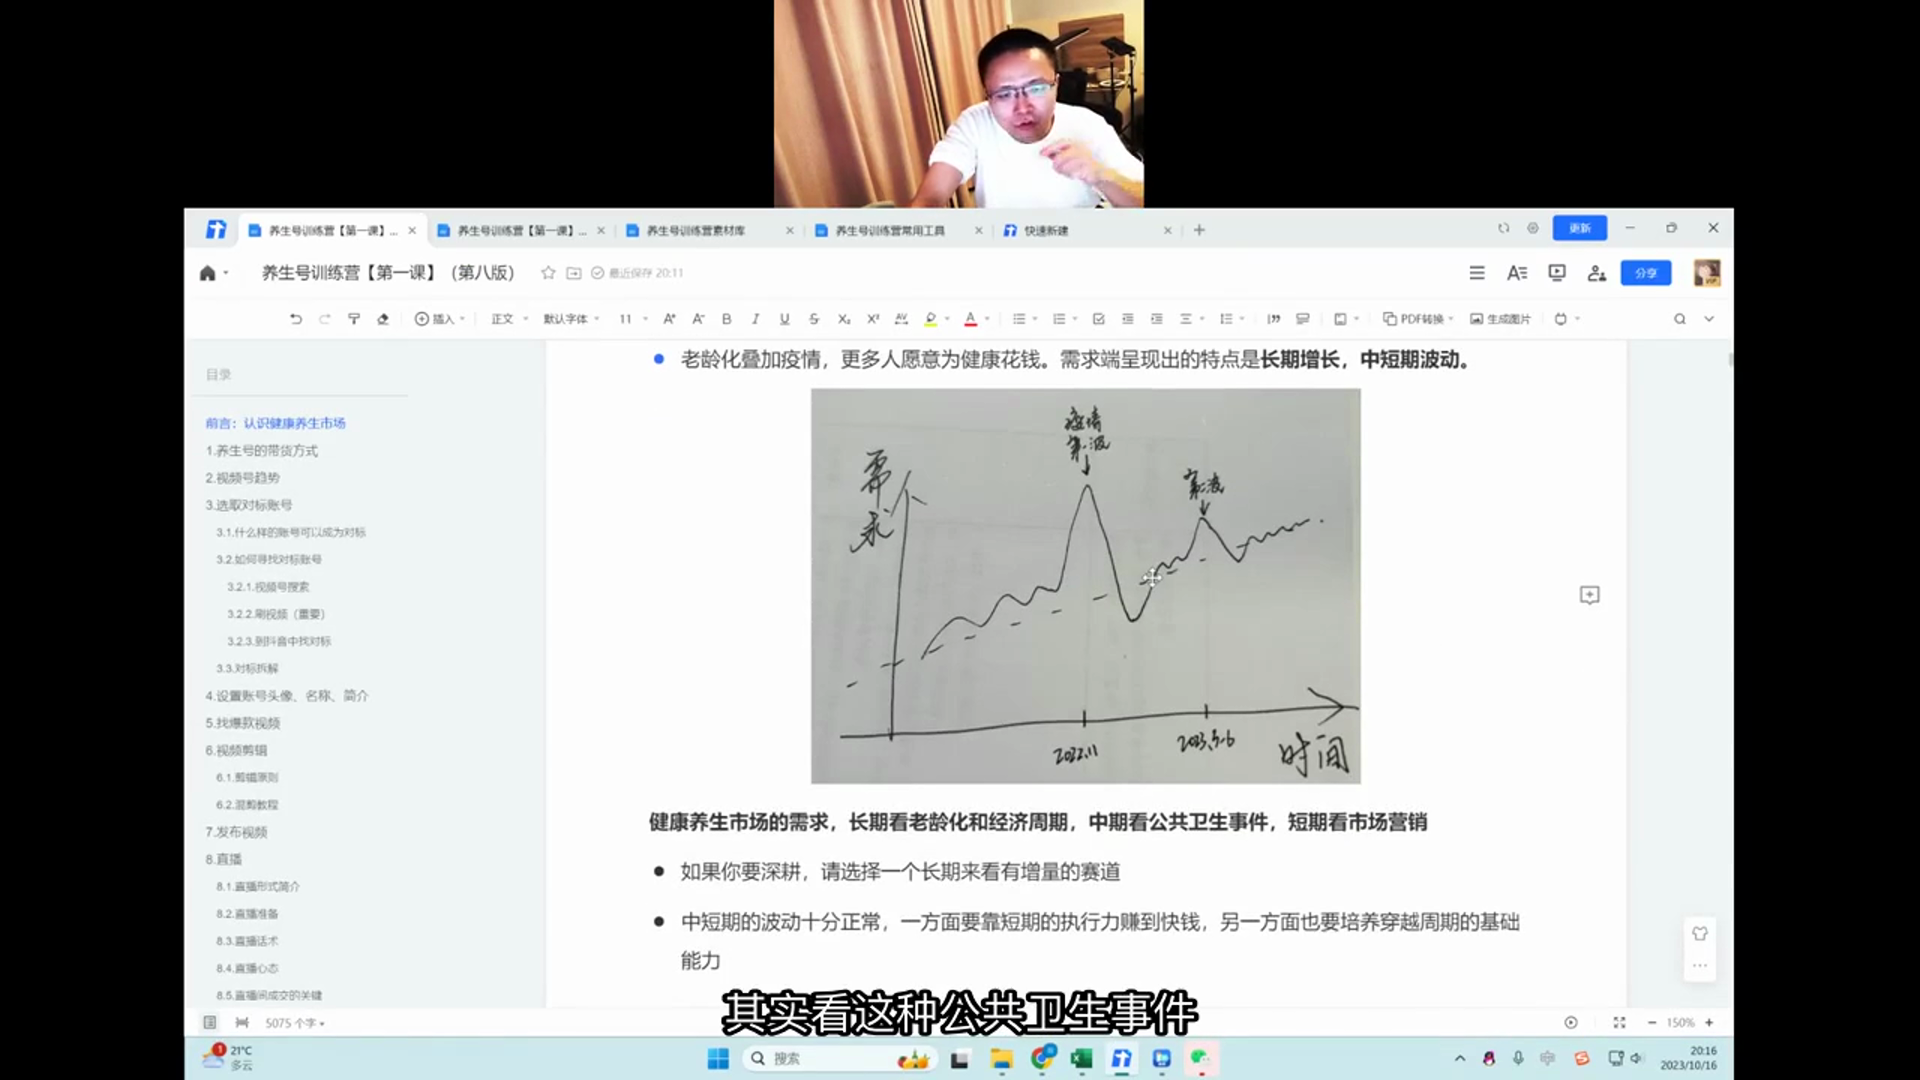 养生号训练营【第一课】...
养生号训练营【第一课】...
养生号训练营素材库
养生号训练营常用工具
快速新建
更新
养生号训练营【第一课】（第八版）
最近保存 20:11
分享
插入
正文
默认字体
11
PDF转换
生成图片
目录
前言：认识健康养生市场
1.养生号的带货方式
2.视频号趋势
3.选取对标账号
3.1.什么样的账号可以成为对标
3.2.如何寻找对标账号
3.2.1.视频号搜索
3.2.2.刷视频（重要）
3.2.3.到抖音中找对标
3.3.对标拆解
4.设置账号头像、名称、简介
5.找爆款视频
6.视频剪辑
6.1.剪辑原则
6.2.混剪教程
7.发布视频
8.直播
8.1.直播形式简介
8.2.直播准备
8.3.直播话术
8.4.直播心态
8.5.直播间成交的关键
老龄化叠加疫情，更多人愿意为健康花钱。需求端呈现出的特点是长期增长，中短期波动。
需求
疫情
第一波
第二波
2022.11
2023.5-6
时间
健康养生市场的需求，长期看老龄化和经济周期，中期看公共卫生事件，短期看市场营销
如果你要深耕，请选择一个长期来看有增量的赛道
中短期的波动十分正常，一方面要靠短期的执行力赚到快钱，另一方面也要培养穿越周期的基础
能力
其实看这种公共卫生事件
5075 个字
150%
1
21°C
多云
搜索
20:16
2023/10/16